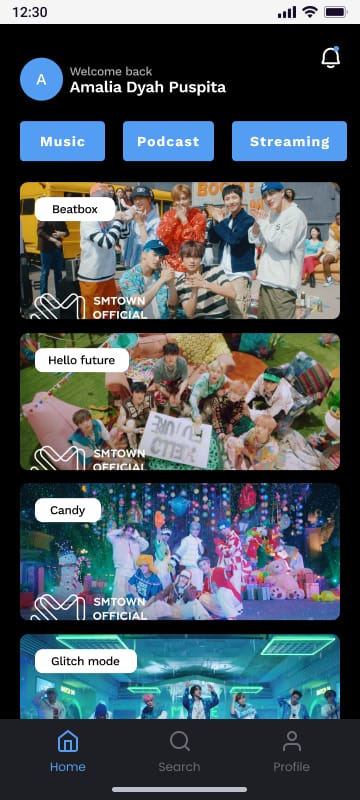 12:30
A
Welcome back
Amalia Dyah Puspita
Music
Podcast
Streaming
Beatbox
SMTOWN
OFFICIAL
Hello future
FUTURE
SMTOWN
OFFICIAL
Candy
SMTOWN
OFFICIAL
Glitch mode
Home
Search
Profile